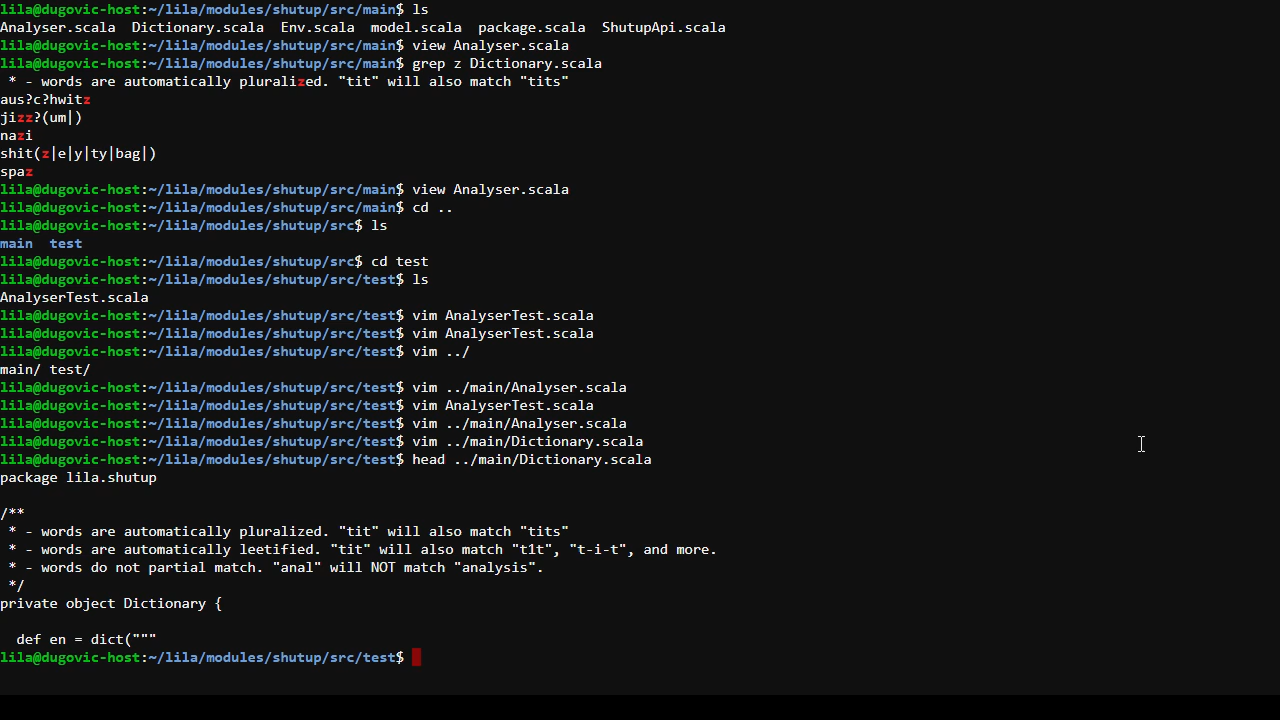 lila@dugovic-host:~/lila/modules/shutup/src/main$ ls
Analyser.scala  Dictionary.scala  Env.scala  model.scala  package.scala  ShutupApi.scala
lila@dugovic-host:~/lila/modules/shutup/src/main$ view Analyser.scala
lila@dugovic-host:~/lila/modules/shutup/src/main$ grep z Dictionary.scala
 * - words are automatically pluralized. "tit" will also match "tits"
aus?c?hwitz
jizz?(um|)
nazi
shit(z|e|y|ty|bag|)
spaz
lila@dugovic-host:~/lila/modules/shutup/src/main$ view Analyser.scala
lila@dugovic-host:~/lila/modules/shutup/src/main$ cd ..
lila@dugovic-host:~/lila/modules/shutup/src$ ls
main  test
lila@dugovic-host:~/lila/modules/shutup/src$ cd test
lila@dugovic-host:~/lila/modules/shutup/src/test$ ls
AnalyserTest.scala
lila@dugovic-host:~/lila/modules/shutup/src/test$ vim AnalyserTest.scala
lila@dugovic-host:~/lila/modules/shutup/src/test$ vim AnalyserTest.scala
lila@dugovic-host:~/lila/modules/shutup/src/test$ vim ../
main/ test/
lila@dugovic-host:~/lila/modules/shutup/src/test$ vim ../main/Analyser.scala
lila@dugovic-host:~/lila/modules/shutup/src/test$ vim AnalyserTest.scala
lila@dugovic-host:~/lila/modules/shutup/src/test$ vim ../main/Analyser.scala
lila@dugovic-host:~/lila/modules/shutup/src/test$ vim ../main/Dictionary.scala
lila@dugovic-host:~/lila/modules/shutup/src/test$ head ../main/Dictionary.scala
package lila.shutup

/**
 * - words are automatically pluralized. "tit" will also match "tits"
 * - words are automatically leetified. "tit" will also match "t1t", "t-i-t", and more.
 * - words do not partial match. "anal" will NOT match "analysis".
 */
private object Dictionary {

  def en = dict("""
lila@dugovic-host:~/lila/modules/shutup/src/test$